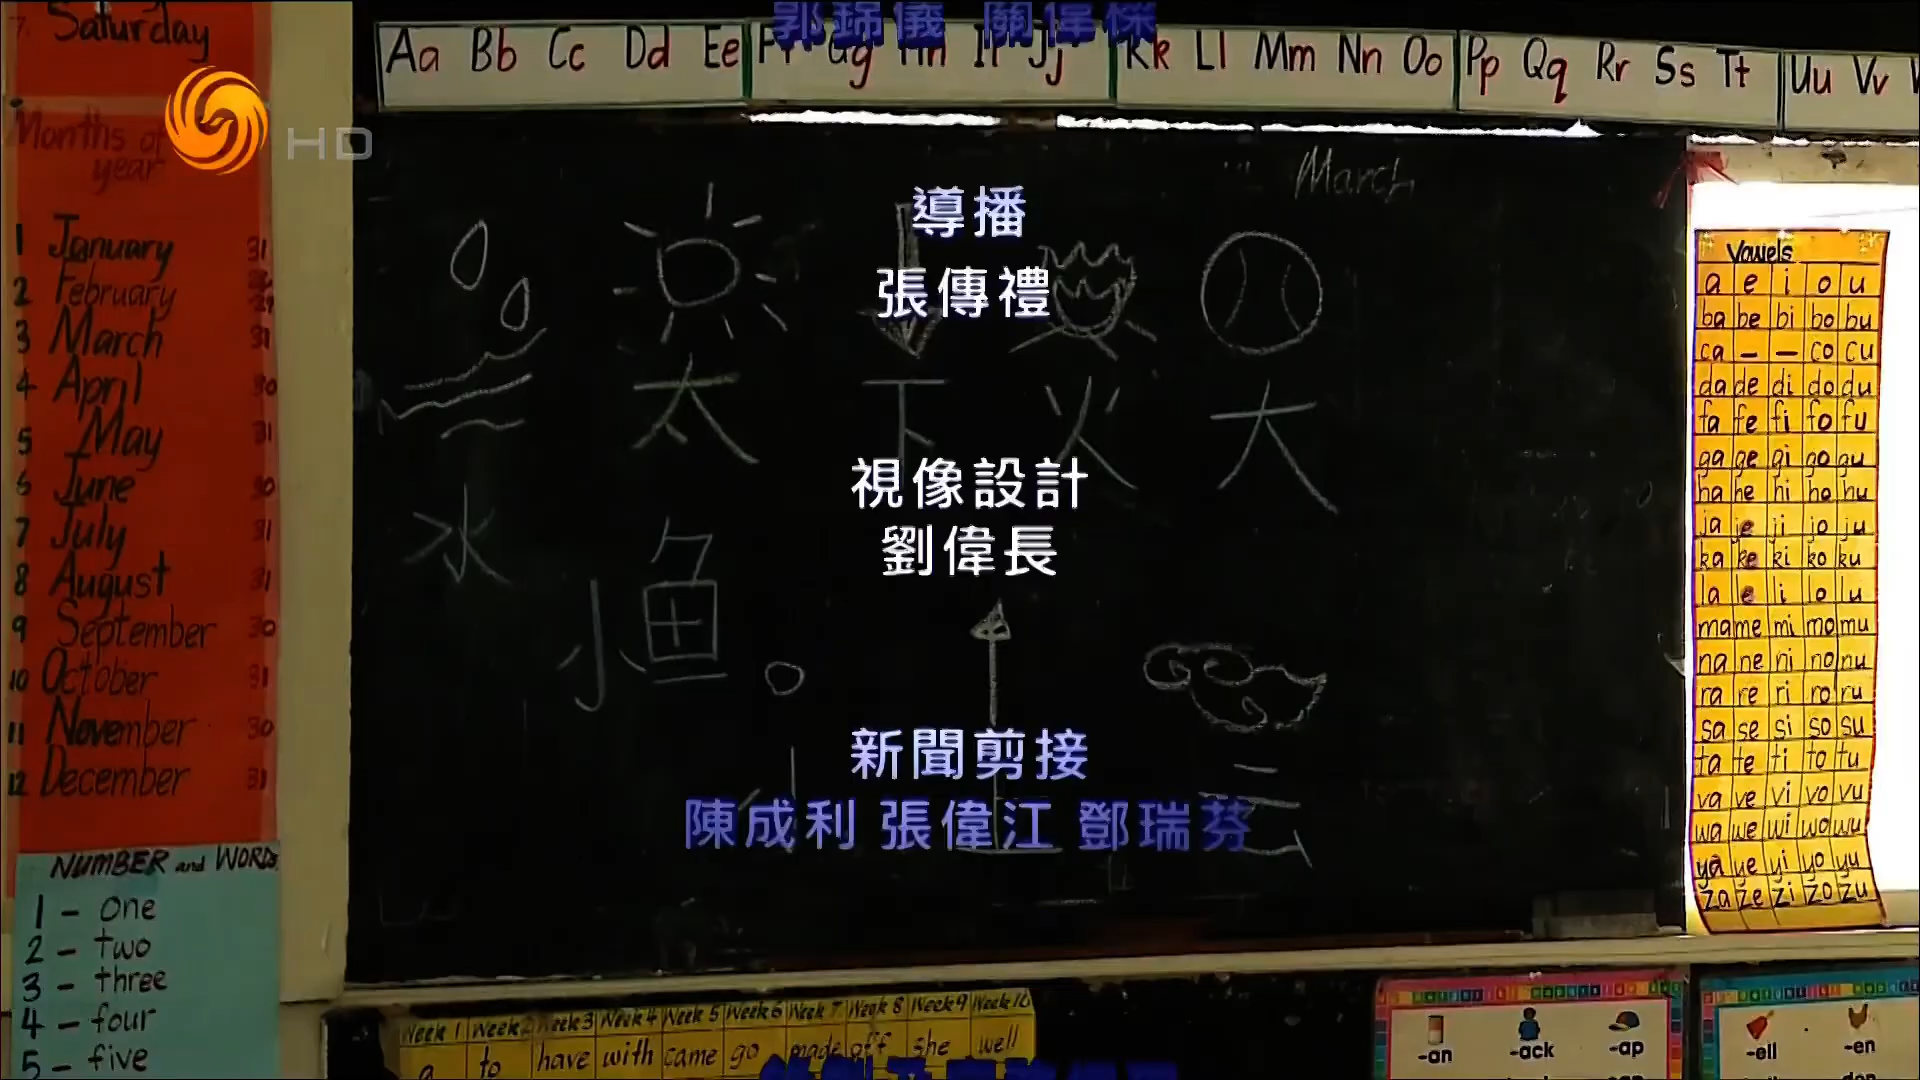 郭錦儀 關偉傑
Aa Bb Cc Dd Ee Ff Gg Hh Ii Jj Kk Ll Mm Nn Oo Pp Qq Rr Ss Tt Uu Vv
7. Saturday
HD
Months of
year
1 January 31
2 February 28
29
3 March 31
4 April 30
5 May 31
6 June 30
7 July 31
8 August 31
9 September 30
10 October 31
11 November 30
12 December 31
NUMBER and WORDS
1 - one
2 - two
3 - three
4 - four
5 - five
March
導播
張傳禮
太 下 火 大
視像設計
劉偉長
水
小 鱼
新聞剪接
陳成利 張偉江 鄧瑞芬
Vowels
a e i o u
ba be bi bo bu
ca – – co cu
da de di do du
fa fe fi fo fu
ga ge gi go gu
ha he hi ho hu
ja je ji jo ju
ka ke ki ko ku
la le li lo lu
ma me mi mo mu
na ne ni no nu
ra re ri ro ru
sa se si so su
ta te ti to tu
va ve vi vo vu
wa we wi wo wu
ya ye yi yo yu
za ze zi zo zu
Week 1 Week 2 Week 3 Week 4 Week 5 Week 6 Week 7 Week 8 Week 9 Week 10
a to have with came go made off she well
-an -ack -ap
-ell -en